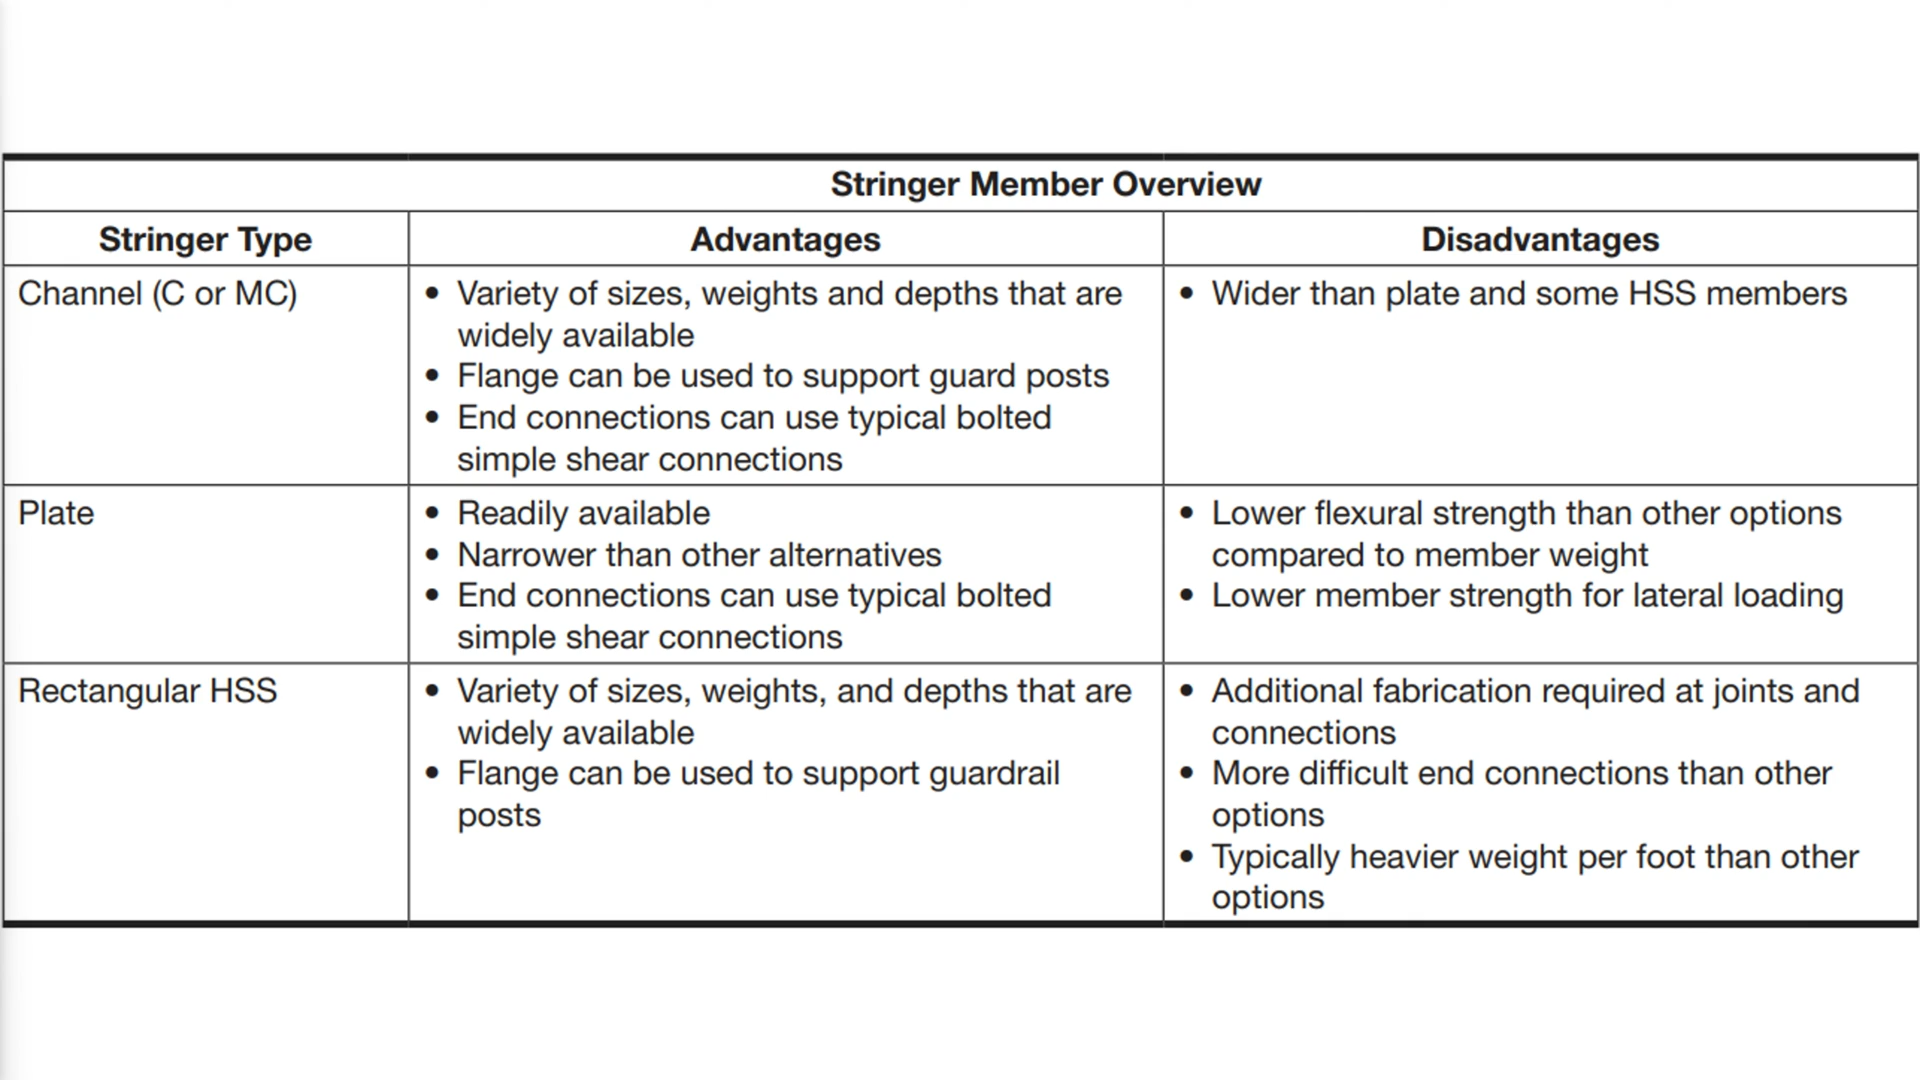 Stringer Member Overview
Stringer Type
Advantages
Disadvantages
Channel (C or MC)
• Variety of sizes, weights and depths that are
widely available
• Flange can be used to support guard posts
• End connections can use typical bolted
simple shear connections
• Wider than plate and some HSS members
Plate
• Readily available
• Narrower than other alternatives
• End connections can use typical bolted
simple shear connections
• Lower flexural strength than other options
compared to member weight
• Lower member strength for lateral loading
Rectangular HSS
• Variety of sizes, weights, and depths that are
widely available
• Flange can be used to support guardrail
posts
• Additional fabrication required at joints and
connections
• More difficult end connections than other
options
• Typically heavier weight per foot than other
options